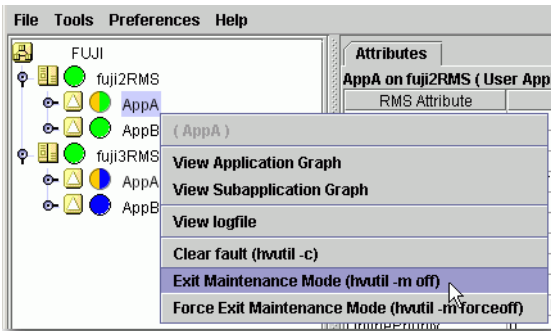 File Tools Preferences Help
FUJI
Attributes
fuji2RMS
AppA on fuji2RMS ( User App
AppA
RMS Attribute
AppB
( AppA )
fuji3RMS
View Application Graph
AppA
View Subapplication Graph
AppB
View logfile
Clear fault (hvutil -c)
Exit Maintenance Mode (hvutil -m off)
Force Exit Maintenance Mode (hvutil -m forceoff)